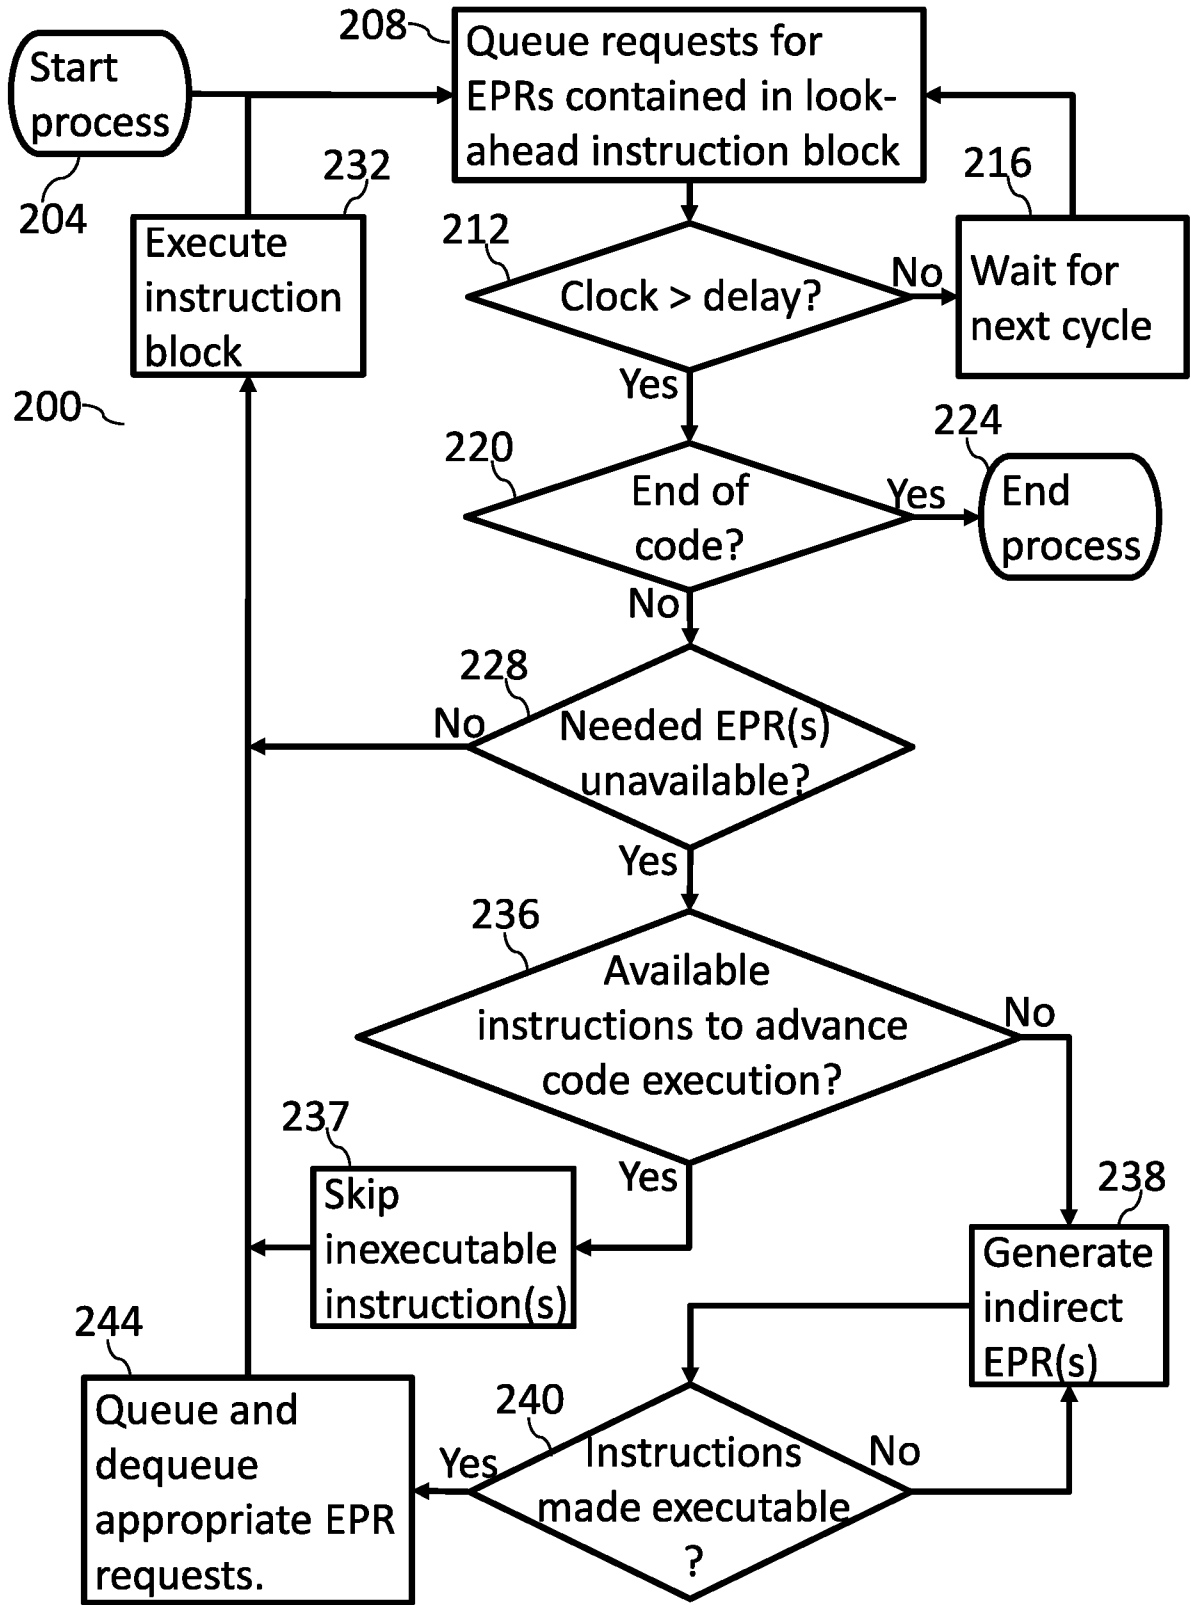 208
Start
process
204
Queue requests for
EPRs contained in look-
ahead instruction block
232
Execute
instruction
block
216
Wait for
next cycle
212
Clock > delay?
No
Yes
200
220
End of
code?
Yes
224
End
process
No
228
Needed EPR(s)
unavailable?
No
Yes
236
Available
instructions to advance
code execution?
No
Yes
237
Skip
inexecutable
instruction(s)
238
Generate
indirect
EPR(s)
240
Instructions
made executable
?
No
Yes
244
Queue and
dequeue
appropriate EPR
requests.